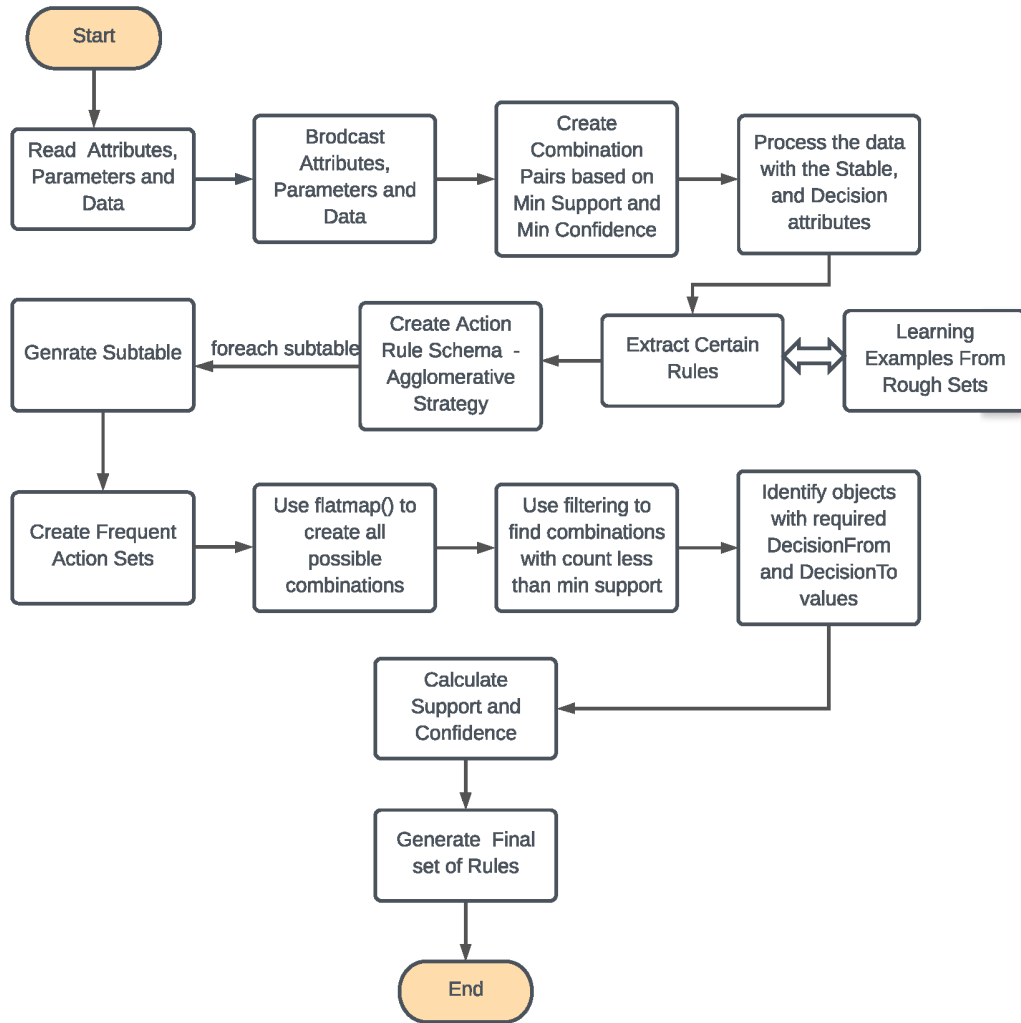 Start
Read  Attributes,
Parameters and
Data
Brodcast
Attributes,
Parameters and
Data
Create
Combination
Pairs based on
Min Support and
Min Confidence
Process the data
with the Stable,
and Decision
attributes
Extract Certain
Rules
Learning
Examples From
Rough Sets
Create Action
Rule Schema  -
Agglomerative
Strategy
foreach subtable
Genrate Subtable
Create Frequent
Action Sets
Use flatmap() to
create all
possible
combinations
Use filtering to
find combinations
with count less
than min support
Identify objects
with required
DecisionFrom
and DecisionTo
values
Calculate
Support and
Confidence
Generate  Final
set of Rules
End